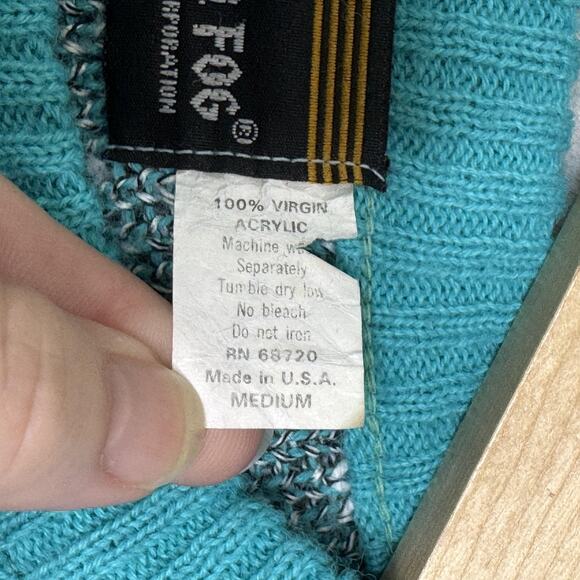 FOG®
100% VIRGIN
ACRYLIC
Machine
Separately
Tumble dry low
No bleach
Do not iron
RN 68720
Made in U.S.A.
MEDIUM